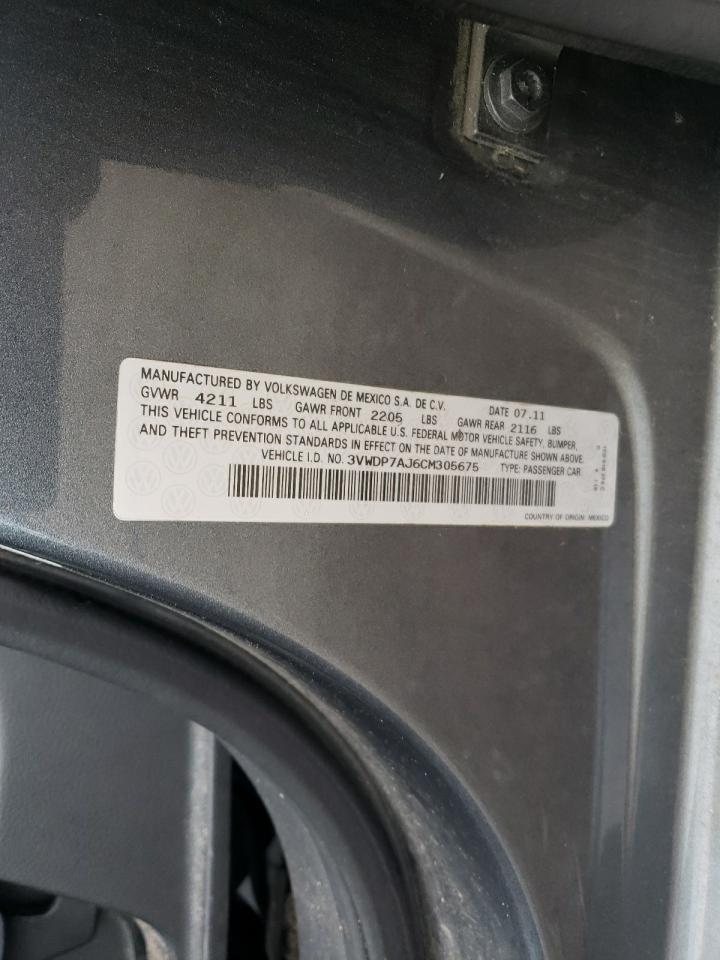 MANUFACTURED BY VOLKSWAGEN DE MEXICO S.A. DE C.V. DATE 07.11
GVWR 4211 LBS GAWR FRONT 2205 LBS GAWR REAR 2116 LBS
THIS VEHICLE CONFORMS TO ALL APPLICABLE U.S. FEDERAL MOTOR VEHICLE SAFETY, BUMPER,
AND THEFT PREVENTION STANDARDS IN EFFECT ON THE DATE OF MANUFACTURE SHOWN ABOVE.
VEHICLE I.D. NO. 3VWDP7AJ6CM305675 TYPE: PASSENGER CAR
COUNTRY OF ORIGIN: MEXICO